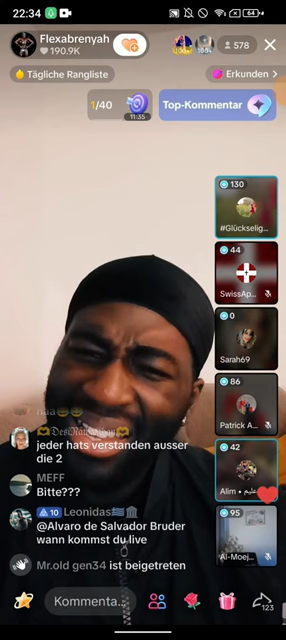 22:34
64
Flexabrenyah
190.9K
578
Tägliche Rangliste
Erkunden >
1/40
11:35
Top-Kommentar
130
#Glückselig...
44
SwissAp...
0
Sarah69
86
Patrick A...
42
Alim •
95
Al-Moej...
jeder hats verstanden ausser
die 2
MEFF
Bitte???
10 Leonidas🇬🇷🏛️
@Alvaro de Salvador Bruder
wann kommst du live
Mr.old gen34 ist beigetreten
Kommenta...
123